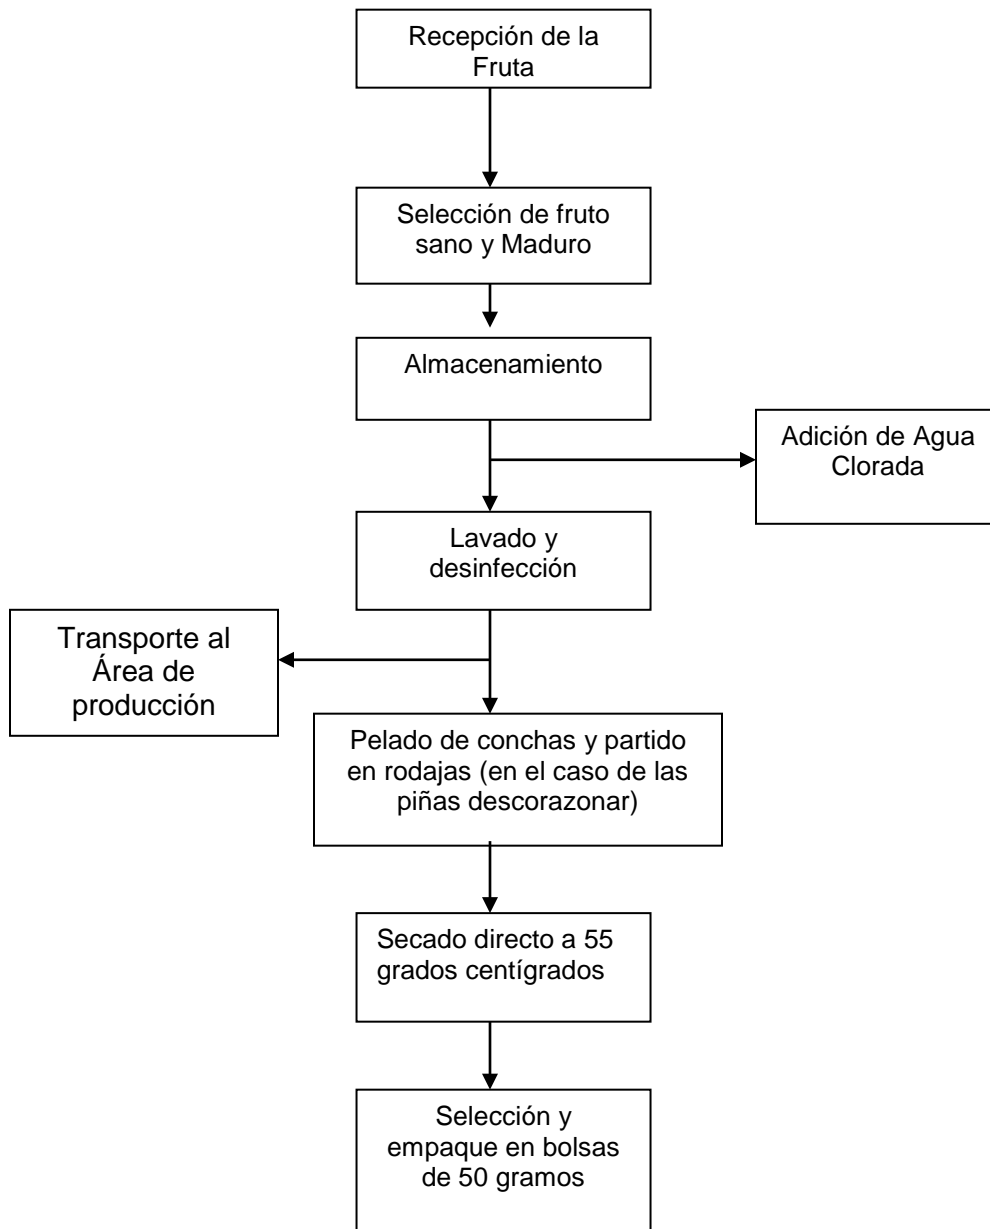 Recepción de la
Fruta
Selección de fruto
sano y Maduro
Almacenamiento
Adición de Agua
Clorada
Lavado y
desinfección
Transporte al
Área de
producción
Pelado de conchas y partido
en rodajas (en el caso de las
piñas descorazonar)
Secado directo a 55
grados centígrados
Selección y
empaque en bolsas
de 50 gramos